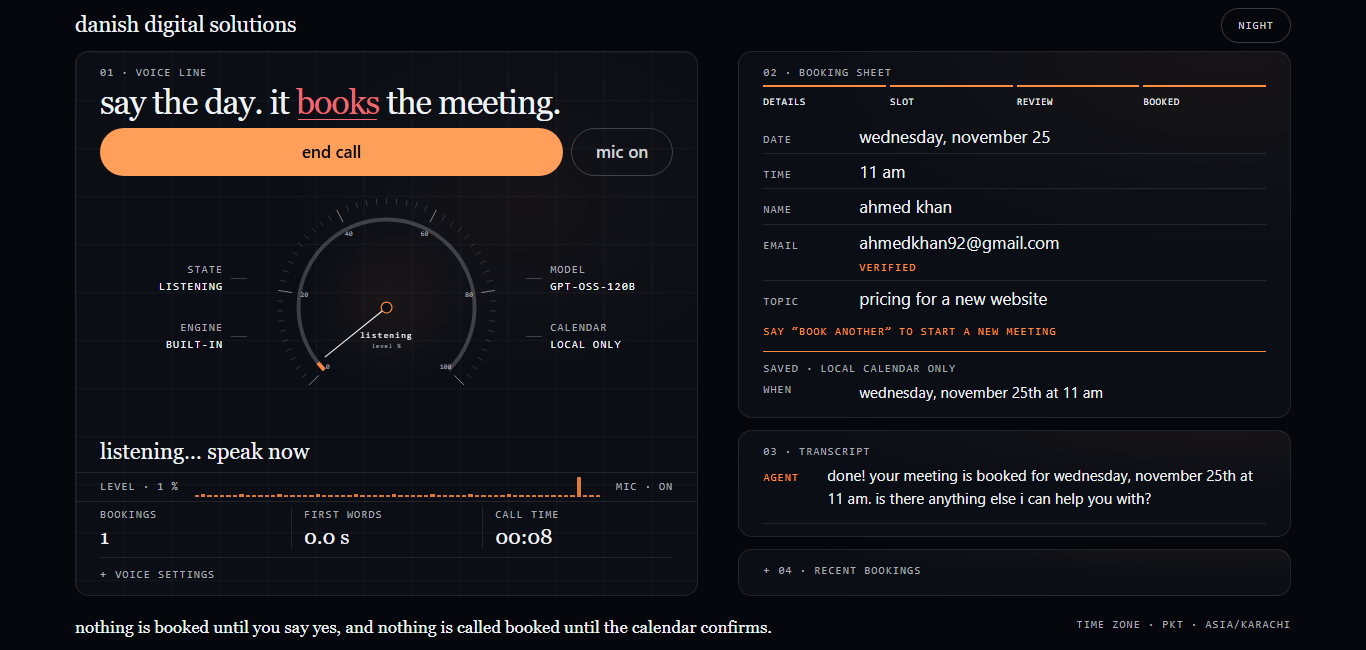 danish digital solutions
NIGHT
01 · VOICE LINE
say the day. it books the meeting.
end call
mic on
STATE
LISTENING
ENGINE
BUILT-IN
0
20
40
60
80
100
listening
level %
MODEL
GPT-OSS-120B
CALENDAR
LOCAL ONLY
listening... speak now
LEVEL · 1 %
MIC · ON
BOOKINGS
1
FIRST WORDS
0.0 s
CALL TIME
00:08
+ VOICE SETTINGS
02 · BOOKING SHEET
DETAILS
SLOT
REVIEW
BOOKED
DATE
wednesday, november 25
TIME
11 am
NAME
ahmed khan
EMAIL
ahmedkhan92@gmail.com
VERIFIED
TOPIC
pricing for a new website
SAY “BOOK ANOTHER” TO START A NEW MEETING
SAVED · LOCAL CALENDAR ONLY
WHEN
wednesday, november 25th at 11 am
03 · TRANSCRIPT
AGENT
done! your meeting is booked for wednesday, november 25th at
11 am. is there anything else i can help you with?
+ 04 · RECENT BOOKINGS
nothing is booked until you say yes, and nothing is called booked until the calendar confirms.
TIME ZONE · PKT · ASIA/KARACHI